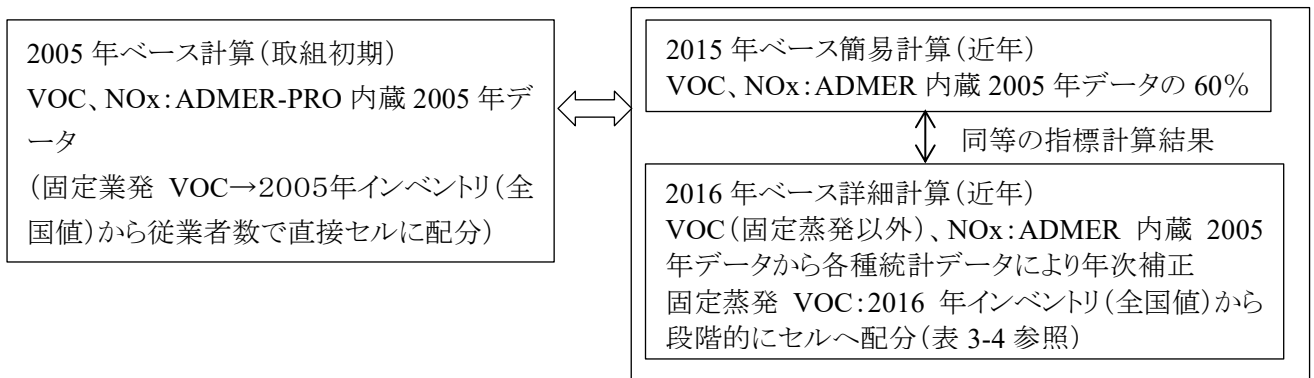 2005 年ベース計算（取組初期）
VOC、NOx：ADMER-PRO 内蔵 2005 年デ
ータ
（固定業発 VOC→２００５年インベントリ（全
国値）から従業者数で直接セルに配分）
2015 年ベース簡易計算（近年）
VOC、NOx：ADMER 内蔵 2005 年データの 60％
同等の指標計算結果
2016 年ベース詳細計算（近年）
VOC（固定蒸発以外）、NOx：ADMER 内蔵 2005
年データから各種統計データにより年次補正
固定蒸発 VOC：2016 年インベントリ（全国値）から
段階的にセルへ配分（表 3-4 参照）